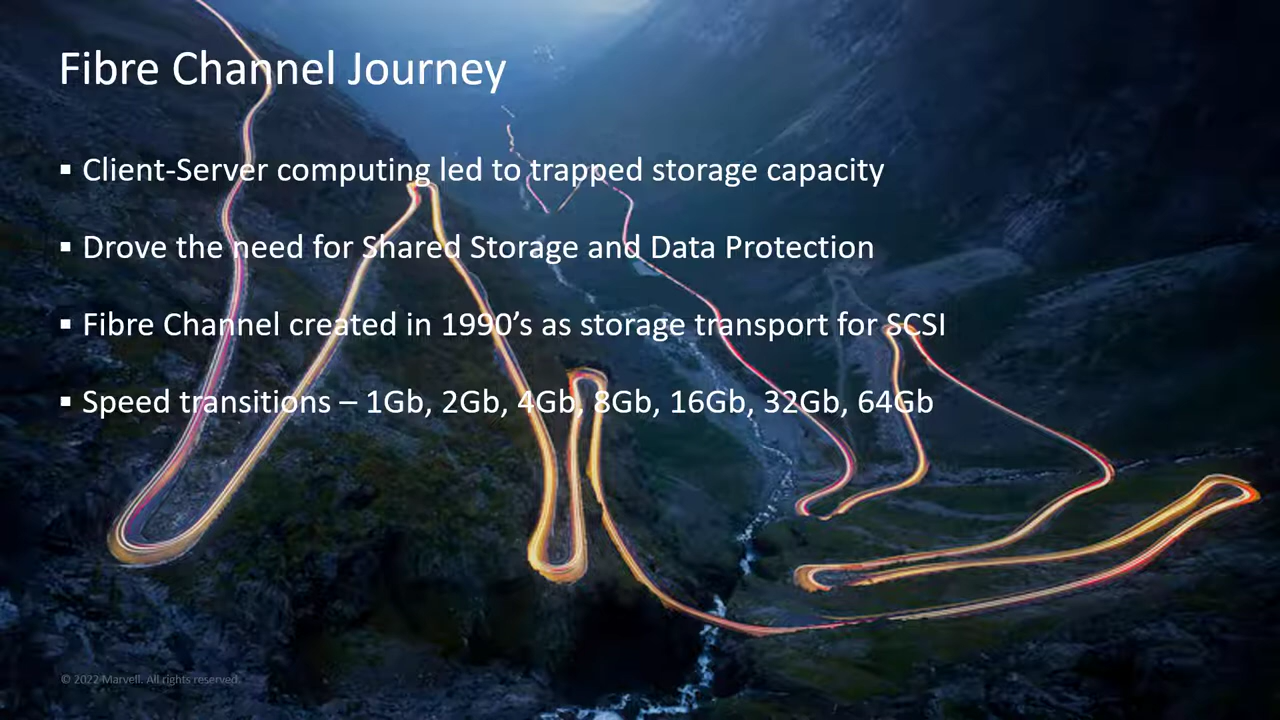 Fibre Channel Journey
▪ Client-Server computing led to trapped storage capacity
▪ Drove the need for Shared Storage and Data Protection
▪ Fibre Channel created in 1990’s as storage transport for SCSI
▪ Speed transitions – 1Gb, 2Gb, 4Gb, 8Gb, 16Gb, 32Gb, 64Gb
© 2022 Marvell. All rights reserved.